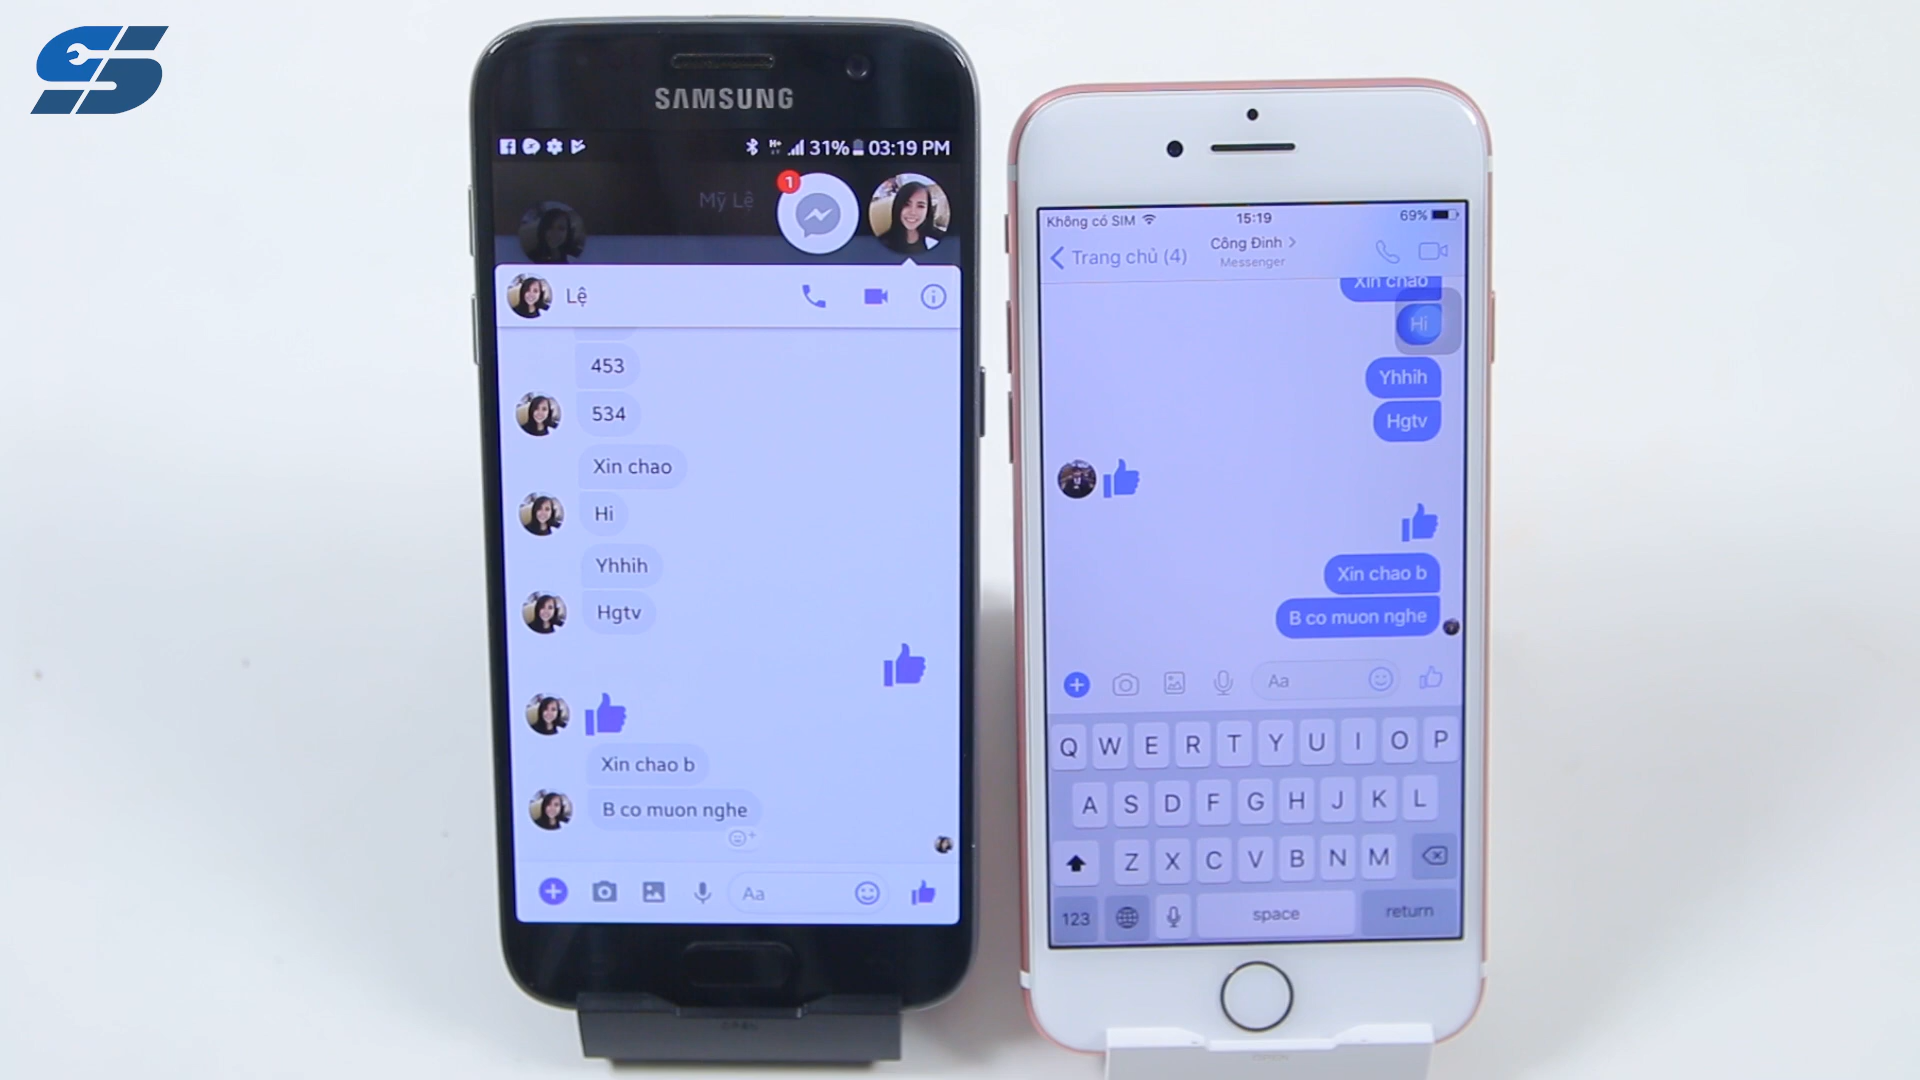 SAMSUNG
31% 03:19 PM
Mỹ Lệ
1
Lệ
453
534
Xin chao
Hi
Yhhih
Hgtv
Xin chao b
B co muon nghe
Aa
Không có SIM 15:19 69%
Công Đinh
Trang chủ (4)
Messenger
Xin chao
Hi
Yhhih
Hgtv
Xin chao b
B co muon nghe
Aa
Q W E R T Y U I O P
A S D F G H J K L
Z X C V B N M
123 space return